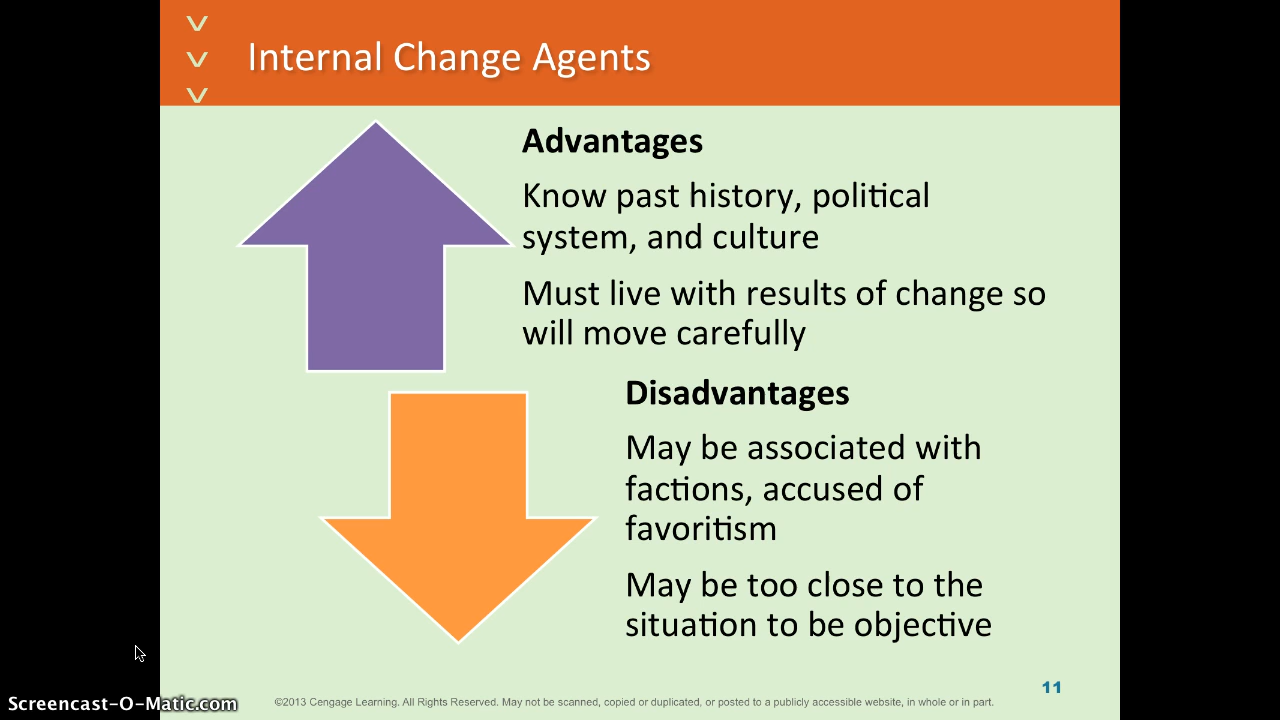 Internal Change Agents
Advantages
Know past history, political
system, and culture
Must live with results of change so
will move carefully
Disadvantages
May be associated with
factions, accused of
favoritism
May be too close to the
situation to be objective
11
©2013 Cengage Learning. All Rights Reserved. May not be scanned, copied or duplicated, or posted to a publicly accessible website, in whole or in part.
Screencast-O-Matic.com